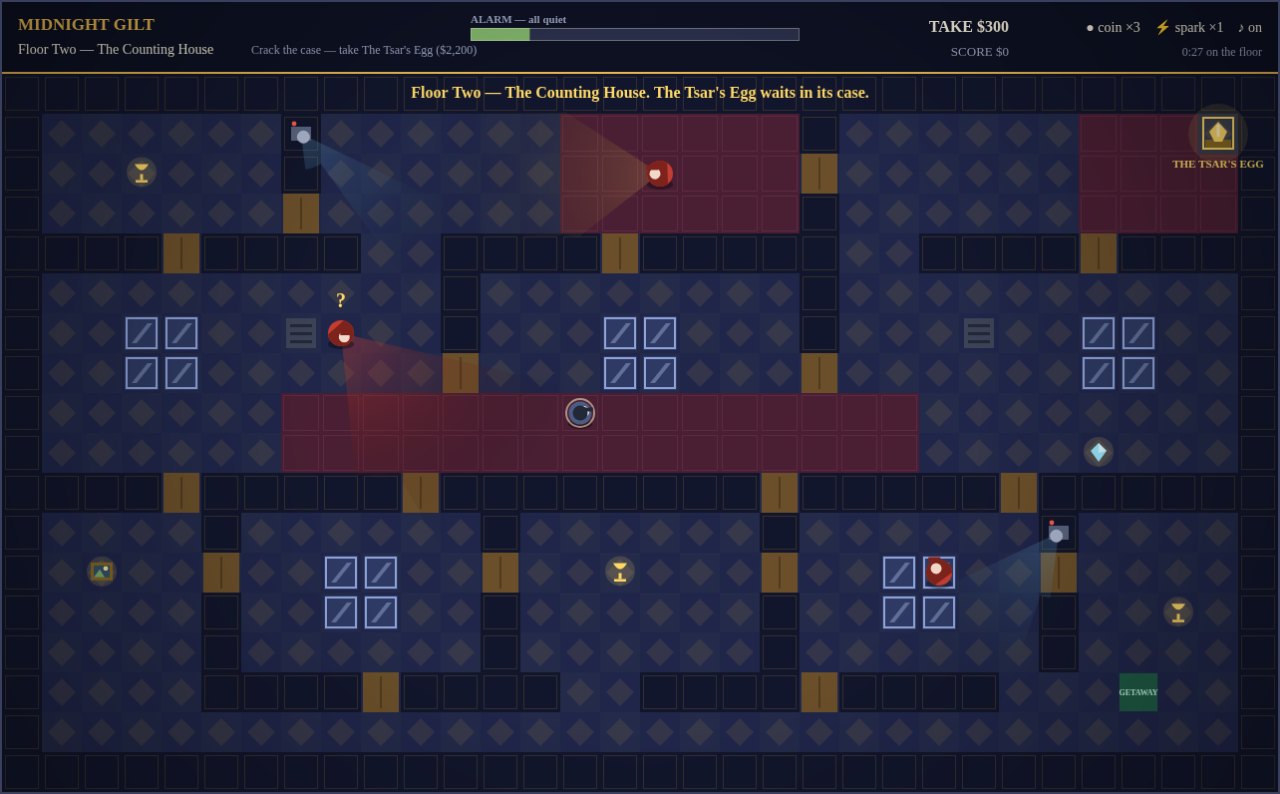 MIDNIGHT GILT
Floor Two — The Counting House
Crack the case — take The Tsar's Egg ($2,200)
ALARM — all quiet
TAKE $300
SCORE $0
● coin ×3 ⚡ spark ×1 ♪ on
0:27 on the floor
Floor Two — The Counting House. The Tsar's Egg waits in its case.
THE TSAR'S EGG
?
GETAWAY